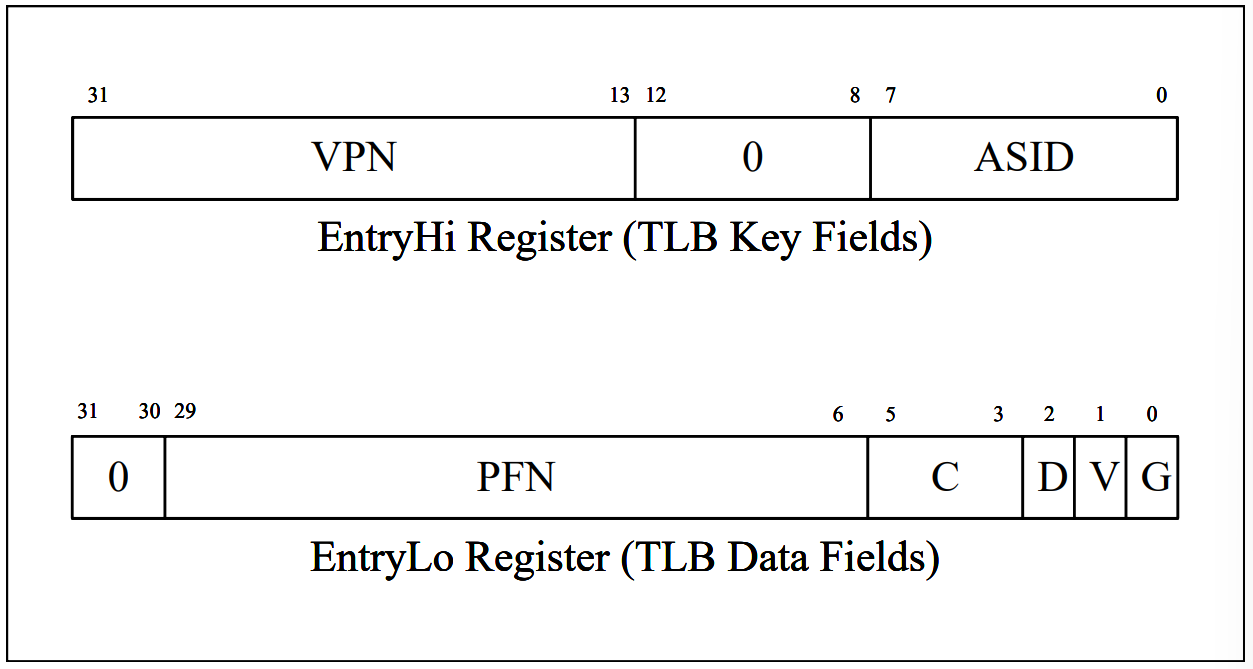 31 13 12 8 7 0
VPN 0 ASID
EntryHi Register (TLB Key Fields)
31 30 29 6 5 3 2 1 0
0 PFN C D V G
EntryLo Register (TLB Data Fields)